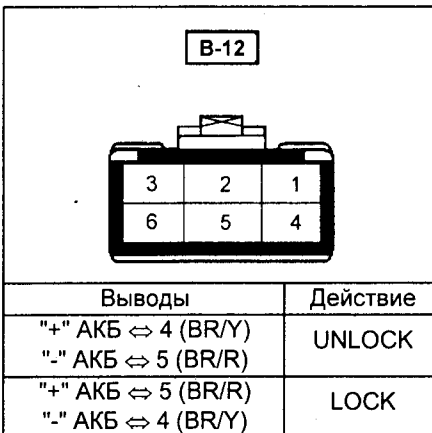 B-12
3 2 1
6 5 4
Выводы Действие
"+" АКБ ⇔ 4 (BR/Y)
"-" АКБ ⇔ 5 (BR/R)
UNLOCK
"+" АКБ ⇔ 5 (BR/R)
"-" АКБ ⇔ 4 (BR/Y)
LOCK